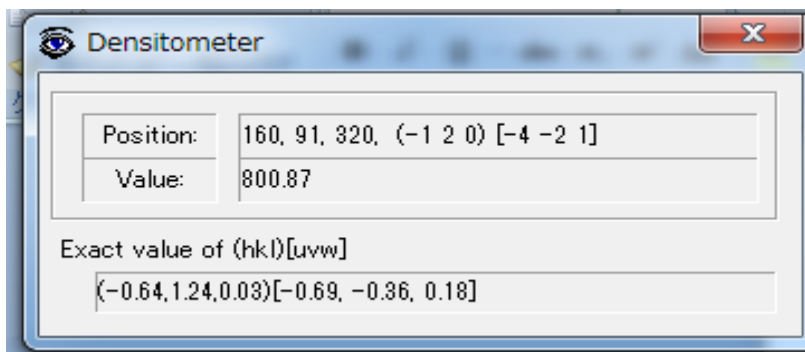 Densitometer
Position: 160, 91, 320, (-1 2 0) [-4 -2 1]
Value: 800.87
Exact value of (hkl)[uvw]
(-0.64,1.24,0.03)[-0.69, -0.36, 0.18]